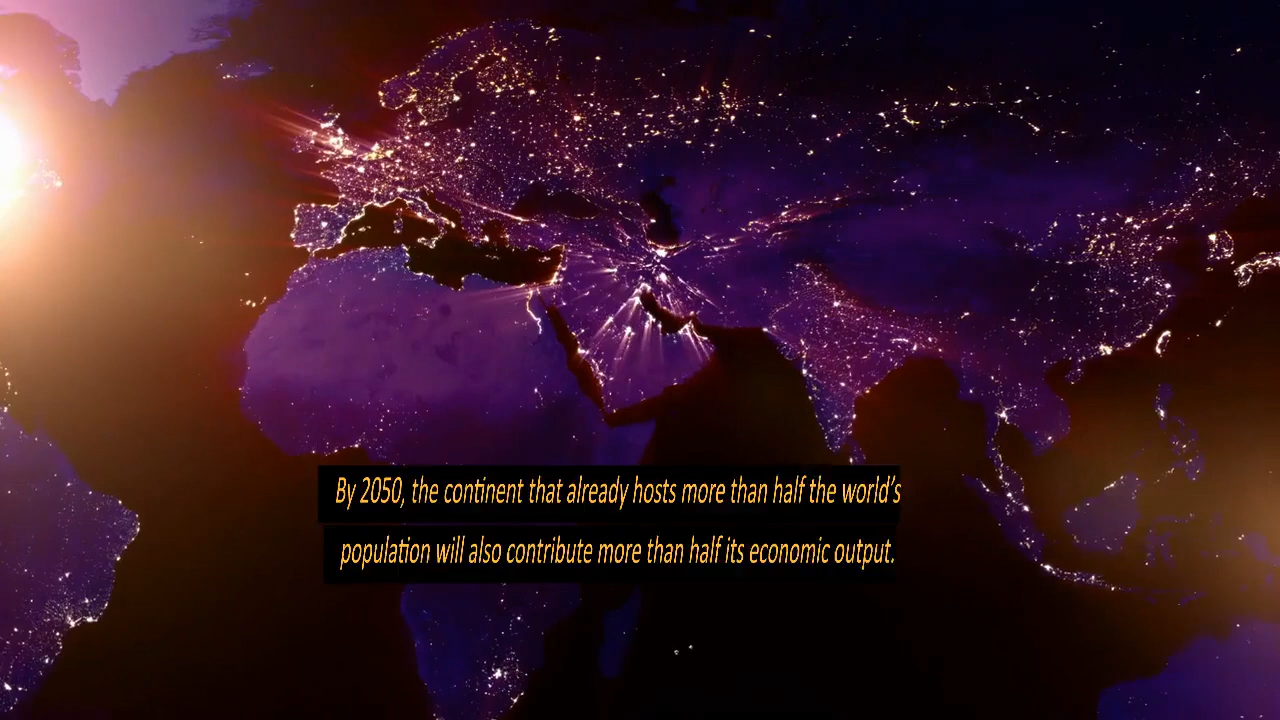 By 2050, the continent that already hosts more than half the world’s
population will also contribute more than half its economic output.